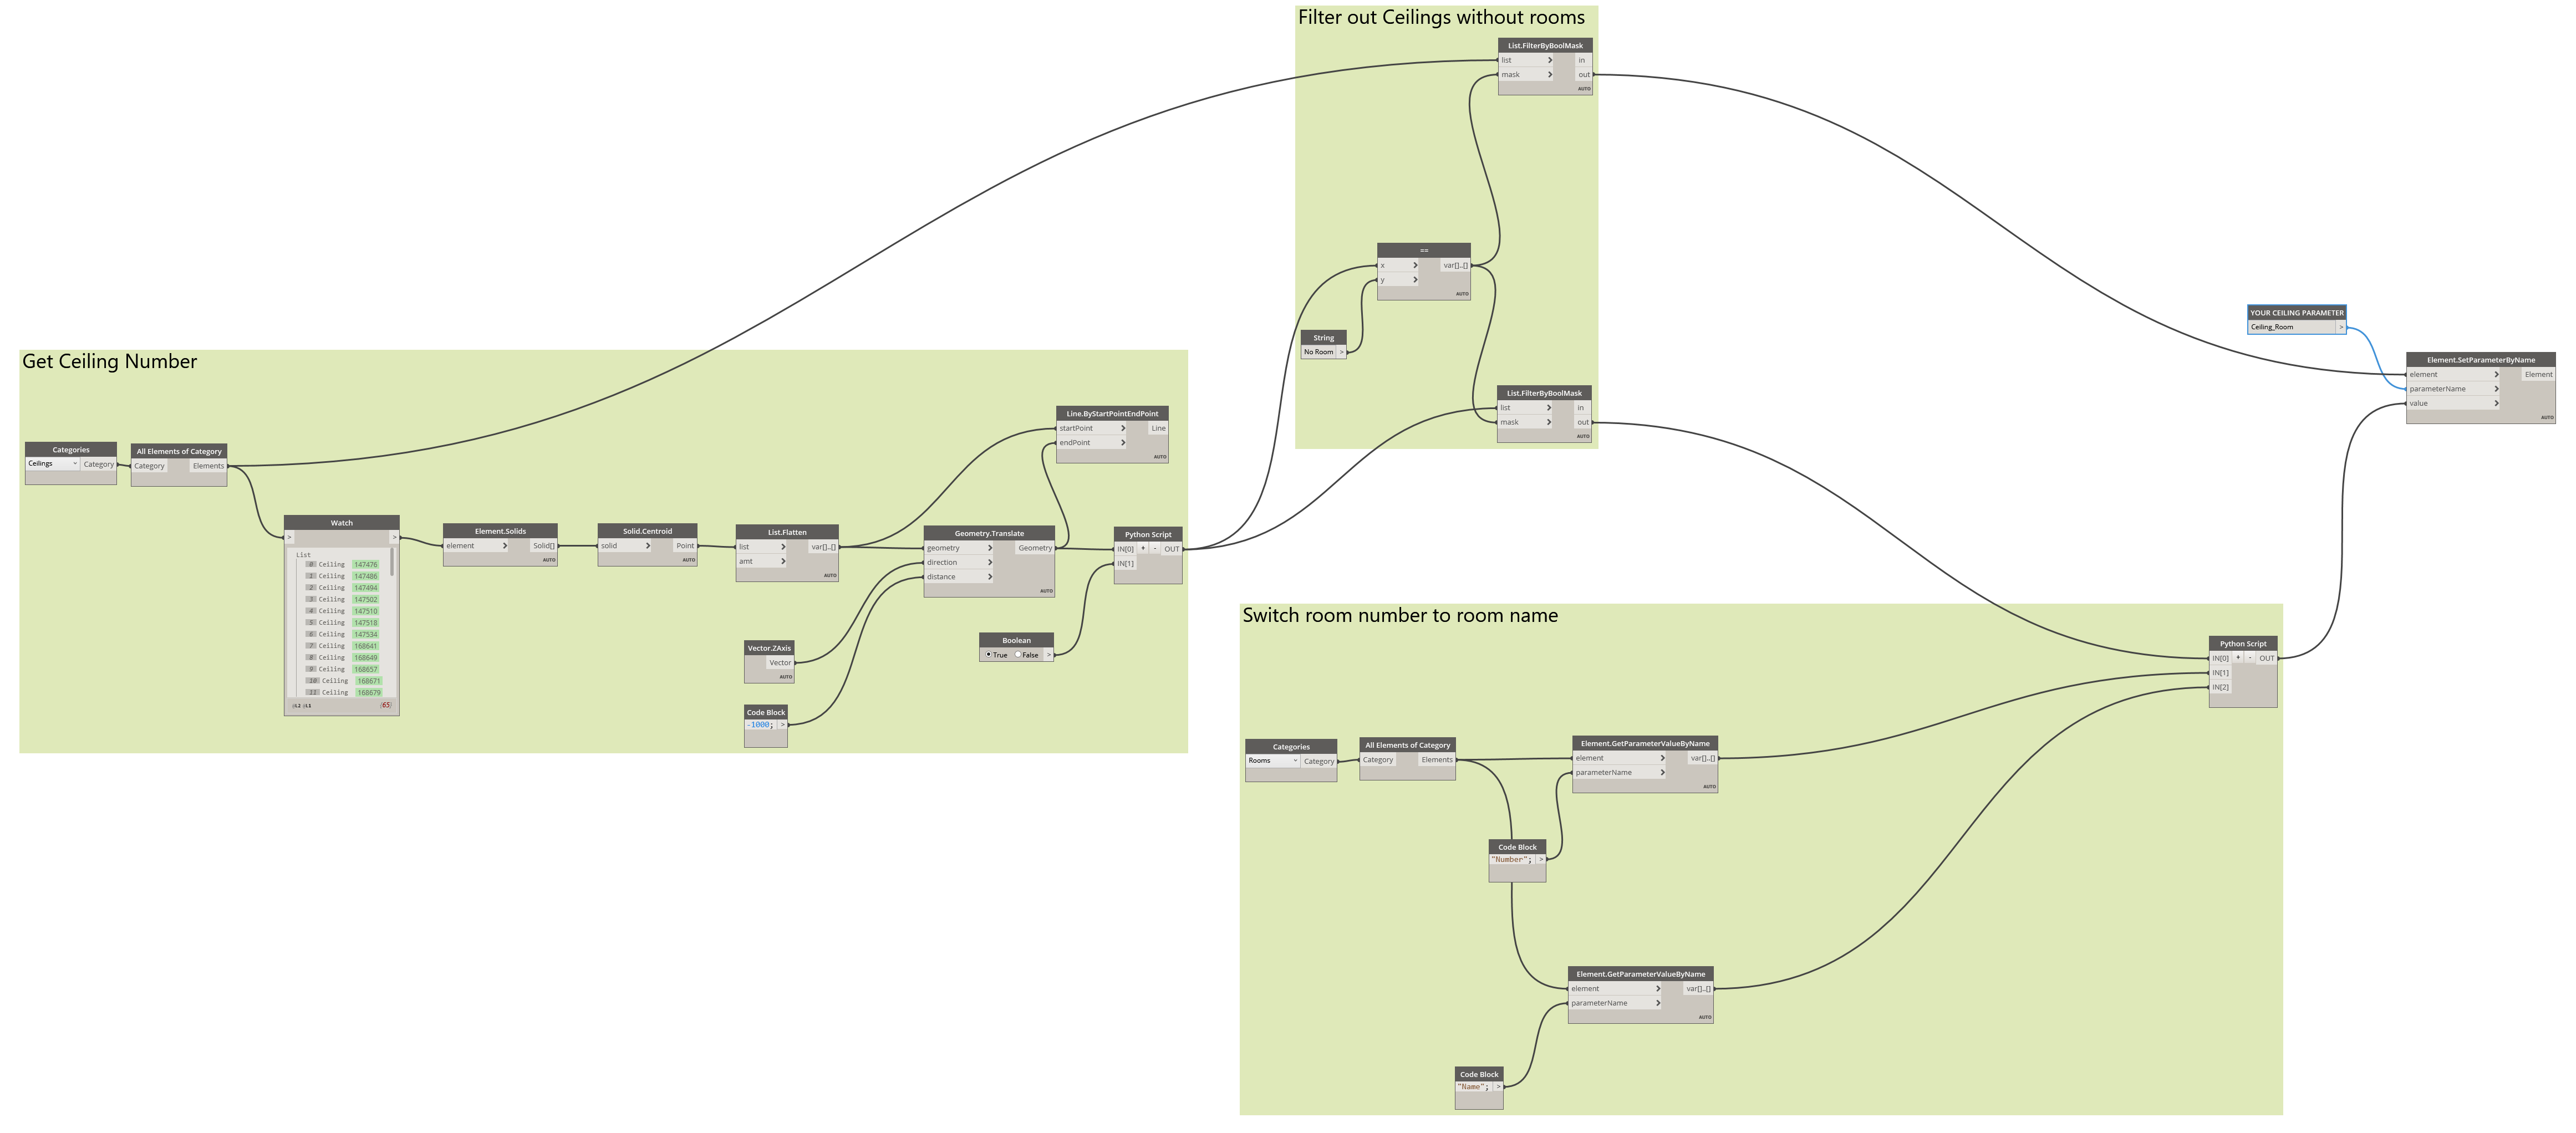 Filter out Ceilings without rooms
List.FilterByBoolMask
list > in
mask > out
AUTO
==
x > var[]..[]
y >
AUTO
String
No Room >
List.FilterByBoolMask
list > in
mask > out
AUTO
YOUR CEILING PARAMETER
Ceiling_Room >
Element.SetParameterByName
element > Element
parameterName >
value >
AUTO
Get Ceiling Number
Categories
Ceilings Category
All Elements of Category
Category Elements
Watch
> >
List
0 Ceiling 147476
1 Ceiling 147486
2 Ceiling 147494
3 Ceiling 147502
4 Ceiling 147510
5 Ceiling 147518
6 Ceiling 147534
7 Ceiling 168641
8 Ceiling 168649
9 Ceiling 168657
10 Ceiling 168671
11 Ceiling 168679
@L2 @L1 {65}
Element.Solids
element > Solid[]
AUTO
Solid.Centroid
solid > Point
AUTO
List.Flatten
list > var[]..[]
amt >
AUTO
Line.ByStartPointEndPoint
startPoint > Line
endPoint >
AUTO
Geometry.Translate
geometry > Geometry
direction >
distance >
AUTO
Python Script
IN[0] + - OUT
IN[1]
Vector.ZAxis
Vector
AUTO
Code Block
-1000; >
Boolean
True False >
Switch room number to room name
Categories
Rooms Category
All Elements of Category
Category Elements
Element.GetParameterValueByName
element > var[]..[]
parameterName >
AUTO
Code Block
"Number"; >
Element.GetParameterValueByName
element > var[]..[]
parameterName >
AUTO
Code Block
"Name"; >
Python Script
IN[0] + - OUT
IN[1]
IN[2]